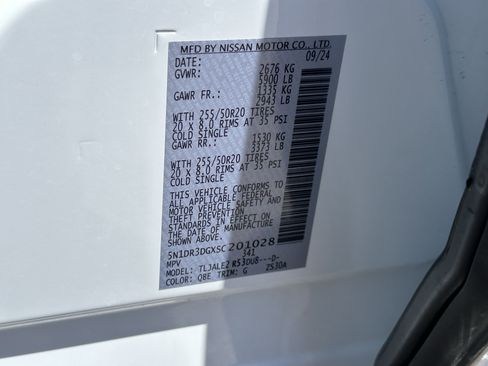 MFD BY NISSAN MOTOR CO., LTD.
DATE: 09/24
GVWR: 2676 KG
5900 LB
GAWR FR.: 1335 KG
2943 LB
WITH 255/50R20 TIRES
20 X 8.0 RIMS AT 35 PSI
COLD SINGLE
GAWR RR.: 1530 KG
3373 LB
WITH 255/50R20 TIRES
20 X 8.0 RIMS AT 35 PSI
COLD SINGLE
THIS VEHICLE CONFORMS TO
ALL APPLICABLE FEDERAL
MOTOR VEHICLE SAFETY AND
THEFT PREVENTION
STANDARDS IN EFFECT ON
THE DATE OF MANUFACTURE
SHOWN ABOVE.
5N1DR3DGXSC201028
MPV 341
MODEL: TLJALE2 R53DU8---D-
COLOR: QBE TRIM: G ZS30A